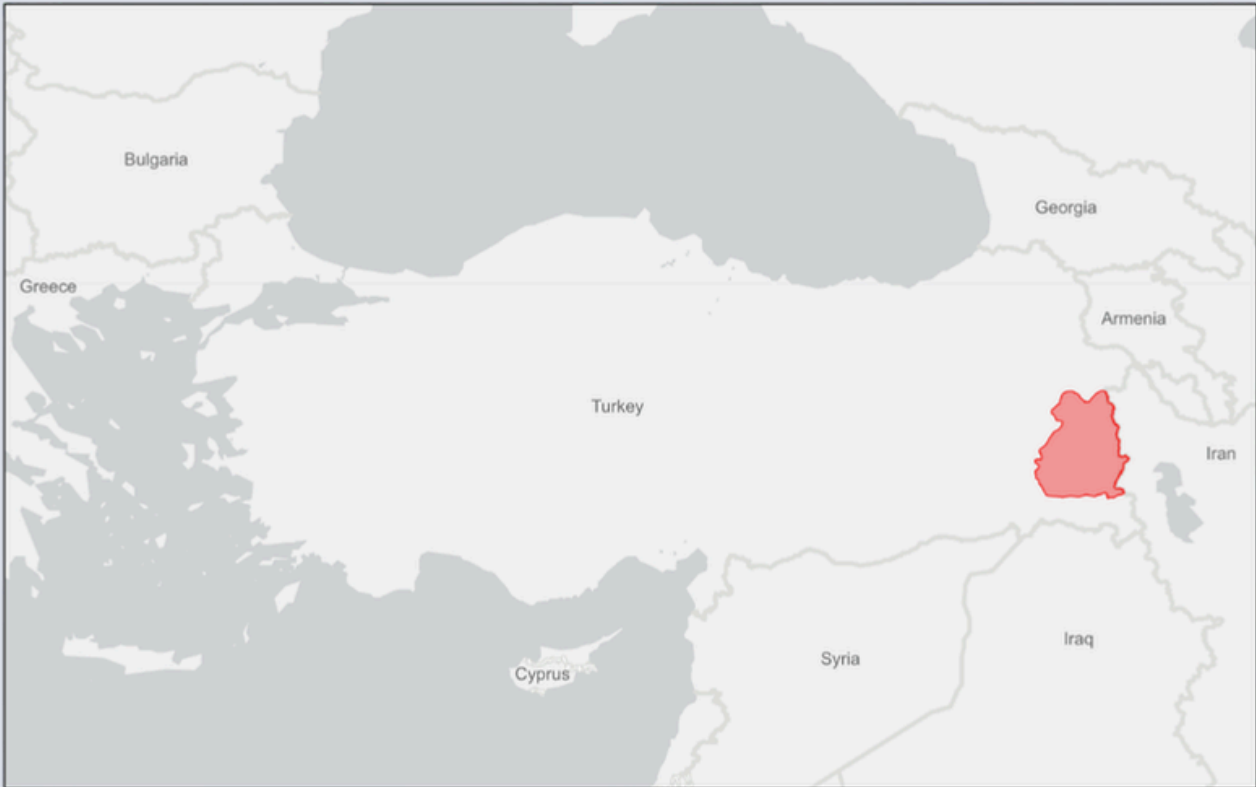 Bulgaria
Georgia
Greece
Armenia
Turkey
Iran
Iraq
Syria
Cyprus